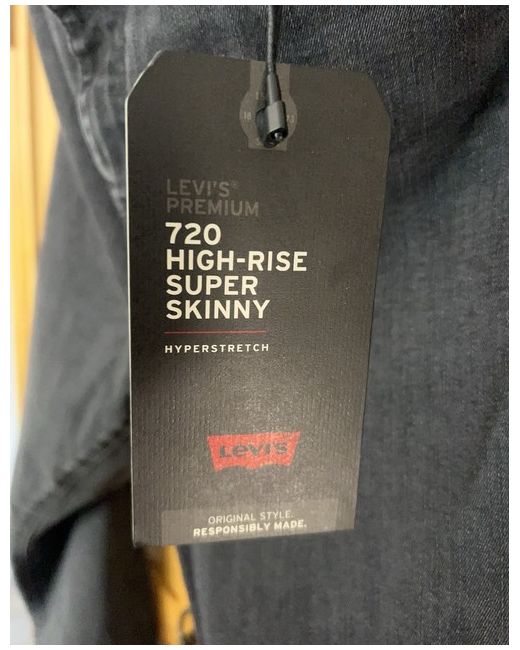 LEVI'S®
PREMIUM
720
HIGH-RISE
SUPER
SKINNY
HYPERSTRETCH
Levi's
ORIGINAL STYLE.
RESPONSIBLY MADE.